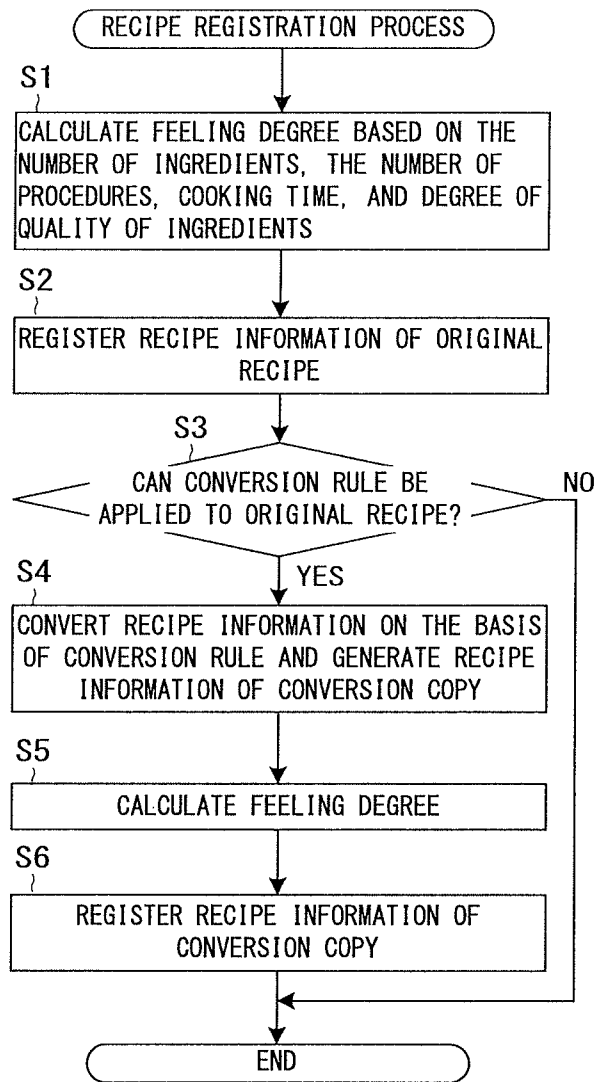 RECIPE REGISTRATION PROCESS
S1
CALCULATE FEELING DEGREE BASED ON THE
NUMBER OF INGREDIENTS, THE NUMBER OF
PROCEDURES, COOKING TIME, AND DEGREE OF
QUALITY OF INGREDIENTS
S2
REGISTER RECIPE INFORMATION OF ORIGINAL
RECIPE
S3
CAN CONVERSION RULE BE
APPLIED TO ORIGINAL RECIPE?
NO
YES
S4
CONVERT RECIPE INFORMATION ON THE BASIS
OF CONVERSION RULE AND GENERATE RECIPE
INFORMATION OF CONVERSION COPY
S5
CALCULATE FEELING DEGREE
S6
REGISTER RECIPE INFORMATION OF
CONVERSION COPY
END